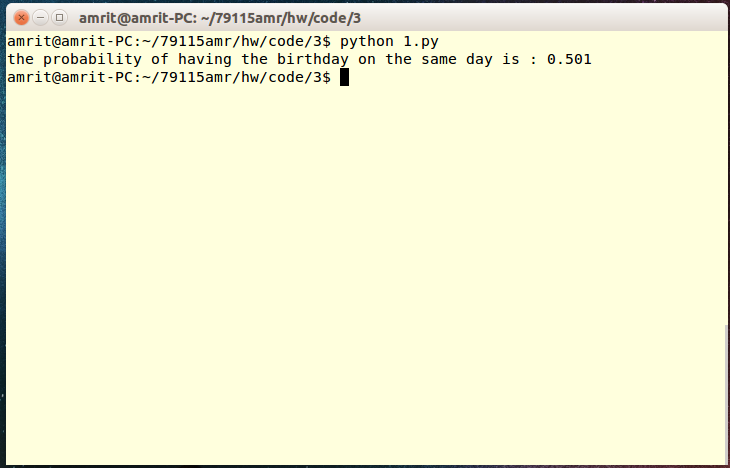 amrit@amrit-PC: ~/79115amr/hw/code/3
amrit@amrit-PC:~/79115amr/hw/code/3$ python 1.py
the probability of having the birthday on the same day is : 0.501
amrit@amrit-PC:~/79115amr/hw/code/3$